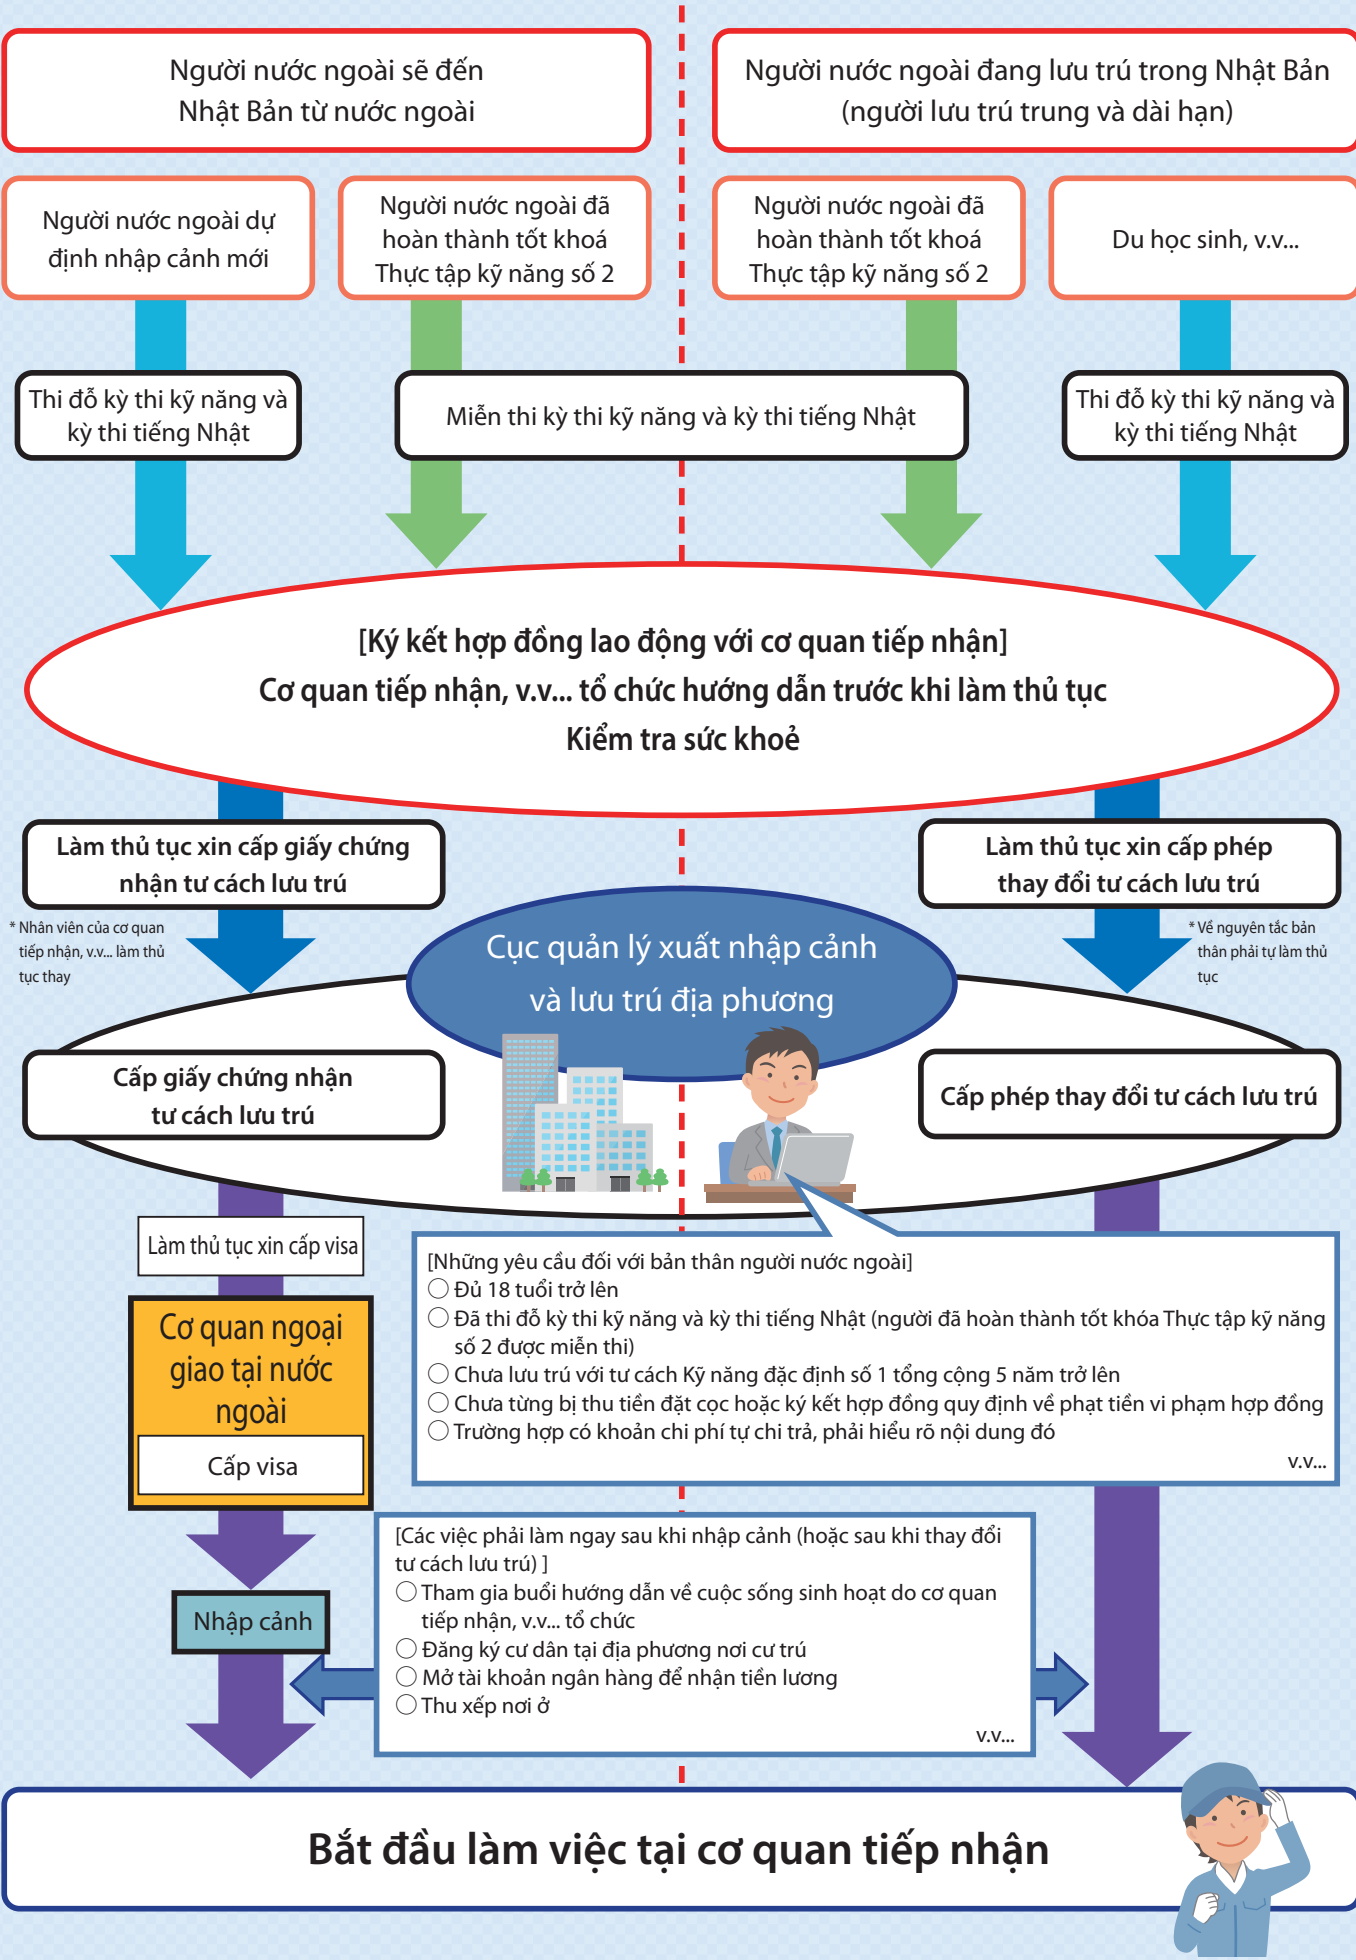 Người nước ngoài sẽ đến
Nhật Bản từ nước ngoài
Người nước ngoài đang lưu trú trong Nhật Bản
(người lưu trú trung và dài hạn)
Người nước ngoài dự
định nhập cảnh mới
Người nước ngoài đã
hoàn thành tốt khoá
Thực tập kỹ năng số 2
Người nước ngoài đã
hoàn thành tốt khoá
Thực tập kỹ năng số 2
Du học sinh, v.v...
Thi đỗ kỳ thi kỹ năng và
kỳ thi tiếng Nhật
Miễn thi kỳ thi kỹ năng và kỳ thi tiếng Nhật
Thi đỗ kỳ thi kỹ năng và
kỳ thi tiếng Nhật
[Ký kết hợp đồng lao động với cơ quan tiếp nhận]
Cơ quan tiếp nhận, v.v... tổ chức hướng dẫn trước khi làm thủ tục
Kiểm tra sức khoẻ
Làm thủ tục xin cấp giấy chứng
nhận tư cách lưu trú
Làm thủ tục xin cấp phép
thay đổi tư cách lưu trú
* Nhân viên của cơ quan
tiếp nhận, v.v... làm thủ
tục thay
Cục quản lý xuất nhập cảnh
và lưu trú địa phương
* Về nguyên tắc bản
thân phải tự làm thủ
tục
Cấp giấy chứng nhận
tư cách lưu trú
Cấp phép thay đổi tư cách lưu trú
Làm thủ tục xin cấp visa
Cơ quan ngoại
giao tại nước
ngoài
Cấp visa
[Những yêu cầu đối với bản thân người nước ngoài]
○ Đủ 18 tuổi trở lên
○ Đã thi đỗ kỳ thi kỹ năng và kỳ thi tiếng Nhật (người đã hoàn thành tốt khóa Thực tập kỹ năng
số 2 được miễn thi)
○ Chưa lưu trú với tư cách Kỹ năng đặc định số 1 tổng cộng 5 năm trở lên
○ Chưa từng bị thu tiền đặt cọc hoặc ký kết hợp đồng quy định về phạt tiền vi phạm hợp đồng
○ Trường hợp có khoản chi phí tự chi trả, phải hiểu rõ nội dung đó
v.v...
Nhập cảnh
[Các việc phải làm ngay sau khi nhập cảnh (hoặc sau khi thay đổi
tư cách lưu trú) ]
○ Tham gia buổi hướng dẫn về cuộc sống sinh hoạt do cơ quan
tiếp nhận, v.v... tổ chức
○ Đăng ký cư dân tại địa phương nơi cư trú
○ Mở tài khoản ngân hàng để nhận tiền lương
○ Thu xếp nơi ở
v.v...
Bắt đầu làm việc tại cơ quan tiếp nhận